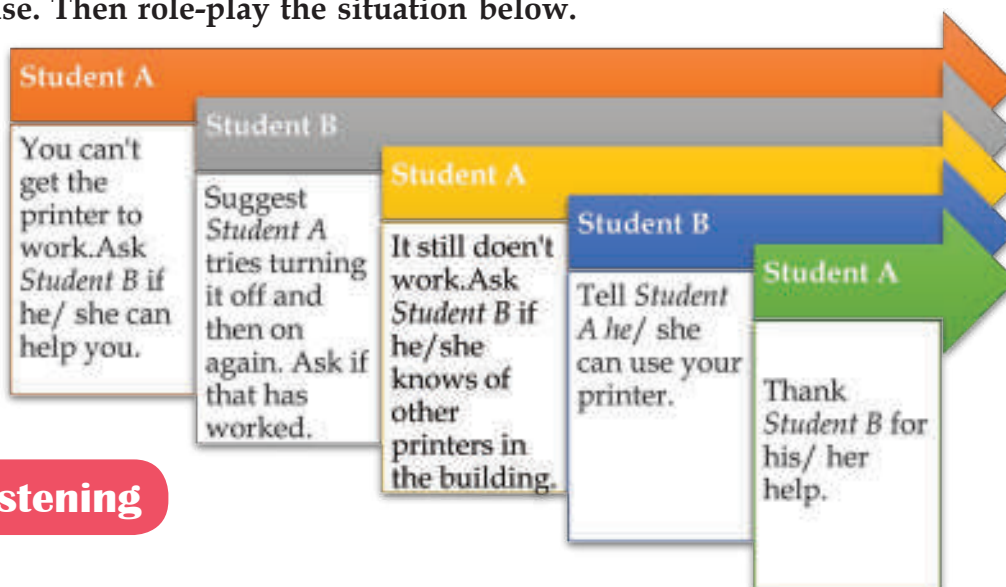 Then role-play the situation below.
Student A
You can't
get the
printer to
work.Ask
Student B if
he/ she can
help you.
Student B
Suggest
Student A
tries turning
it off and
then on
again. Ask if
that has
worked.
Student A
It still doen't
work.Ask
Student B if
he/she
knows of
other
printers in
the building.
Student B
Tell Student
A he/ she
can use your
printer.
Student A
Thank
Student B for
his/ her
help.